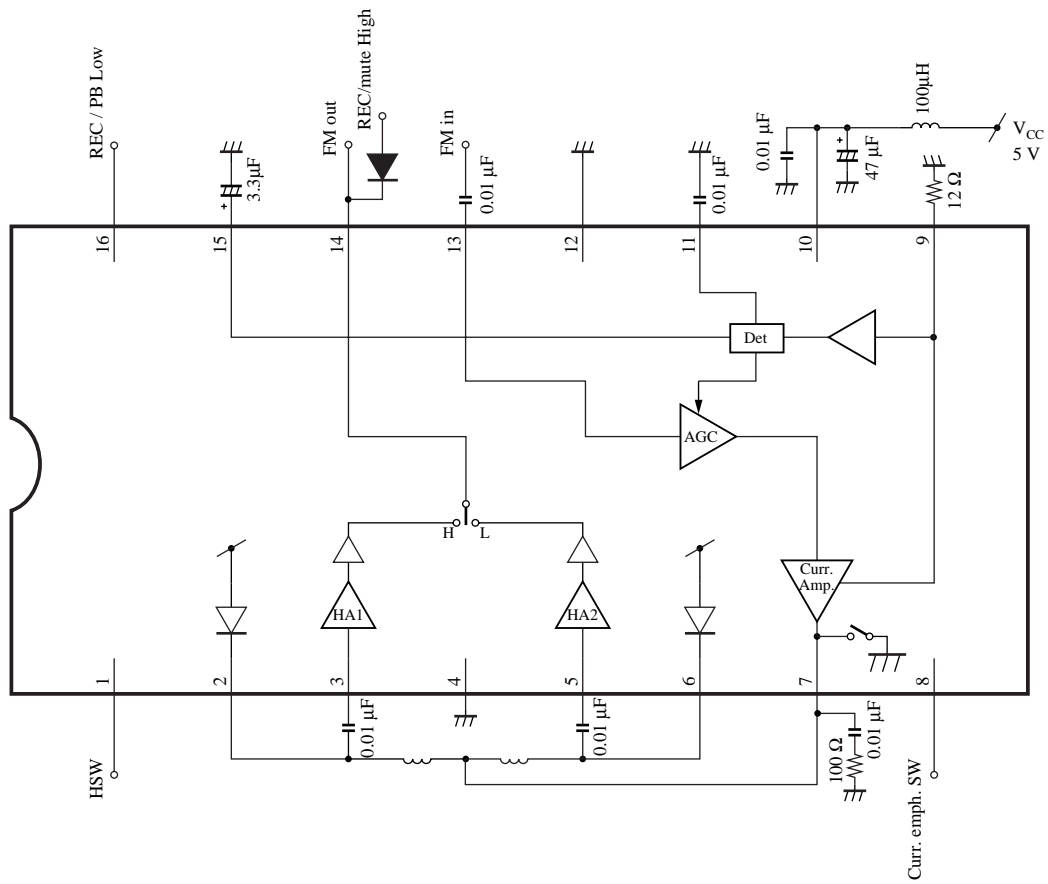 REC / PB Low
3.3μF
+
FM out
REC/mute High
FM in
0.01 μF
0.01 μF
0.01 μF
+
47 μF
100μH
V_CC
5 V
12 Ω
16
15
14
13
12
11
10
9
Det
AGC
H
L
HA1
HA2
Curr.
Amp.
1
2
3
4
5
6
7
8
HSW
0.01 μF
0.01 μF
100 Ω
0.01 μF
Curr. emph. SW